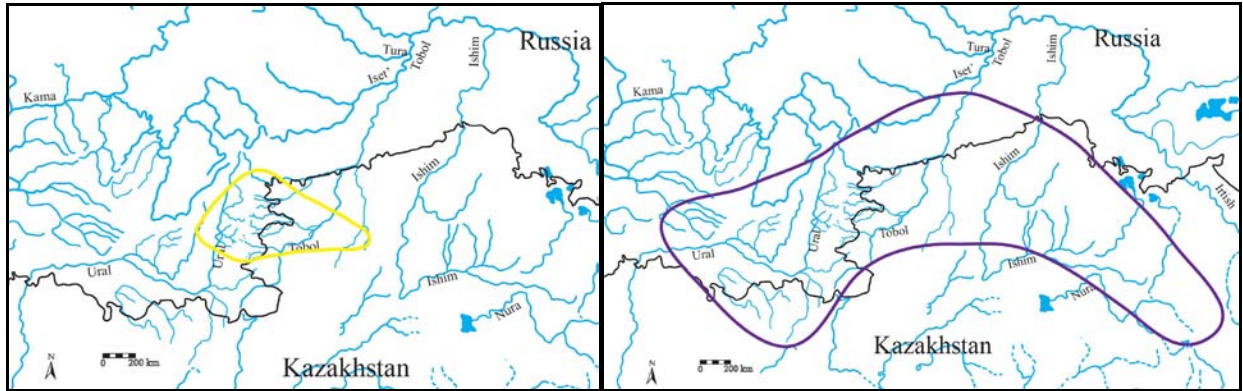 Russia
Tura
Tobol
Ishim
Iset'
Kama
Ishim
Tobol
Ural
Ural
Ishim
Nura
N
0 200 km
Kazakhstan
Russia
Tura
Tobol
Ishim
Iset'
Kama
Ishim
Irtish
Tobol
Ural
Ural
Ishim
Nura
N
0 200 km
Kazakhstan